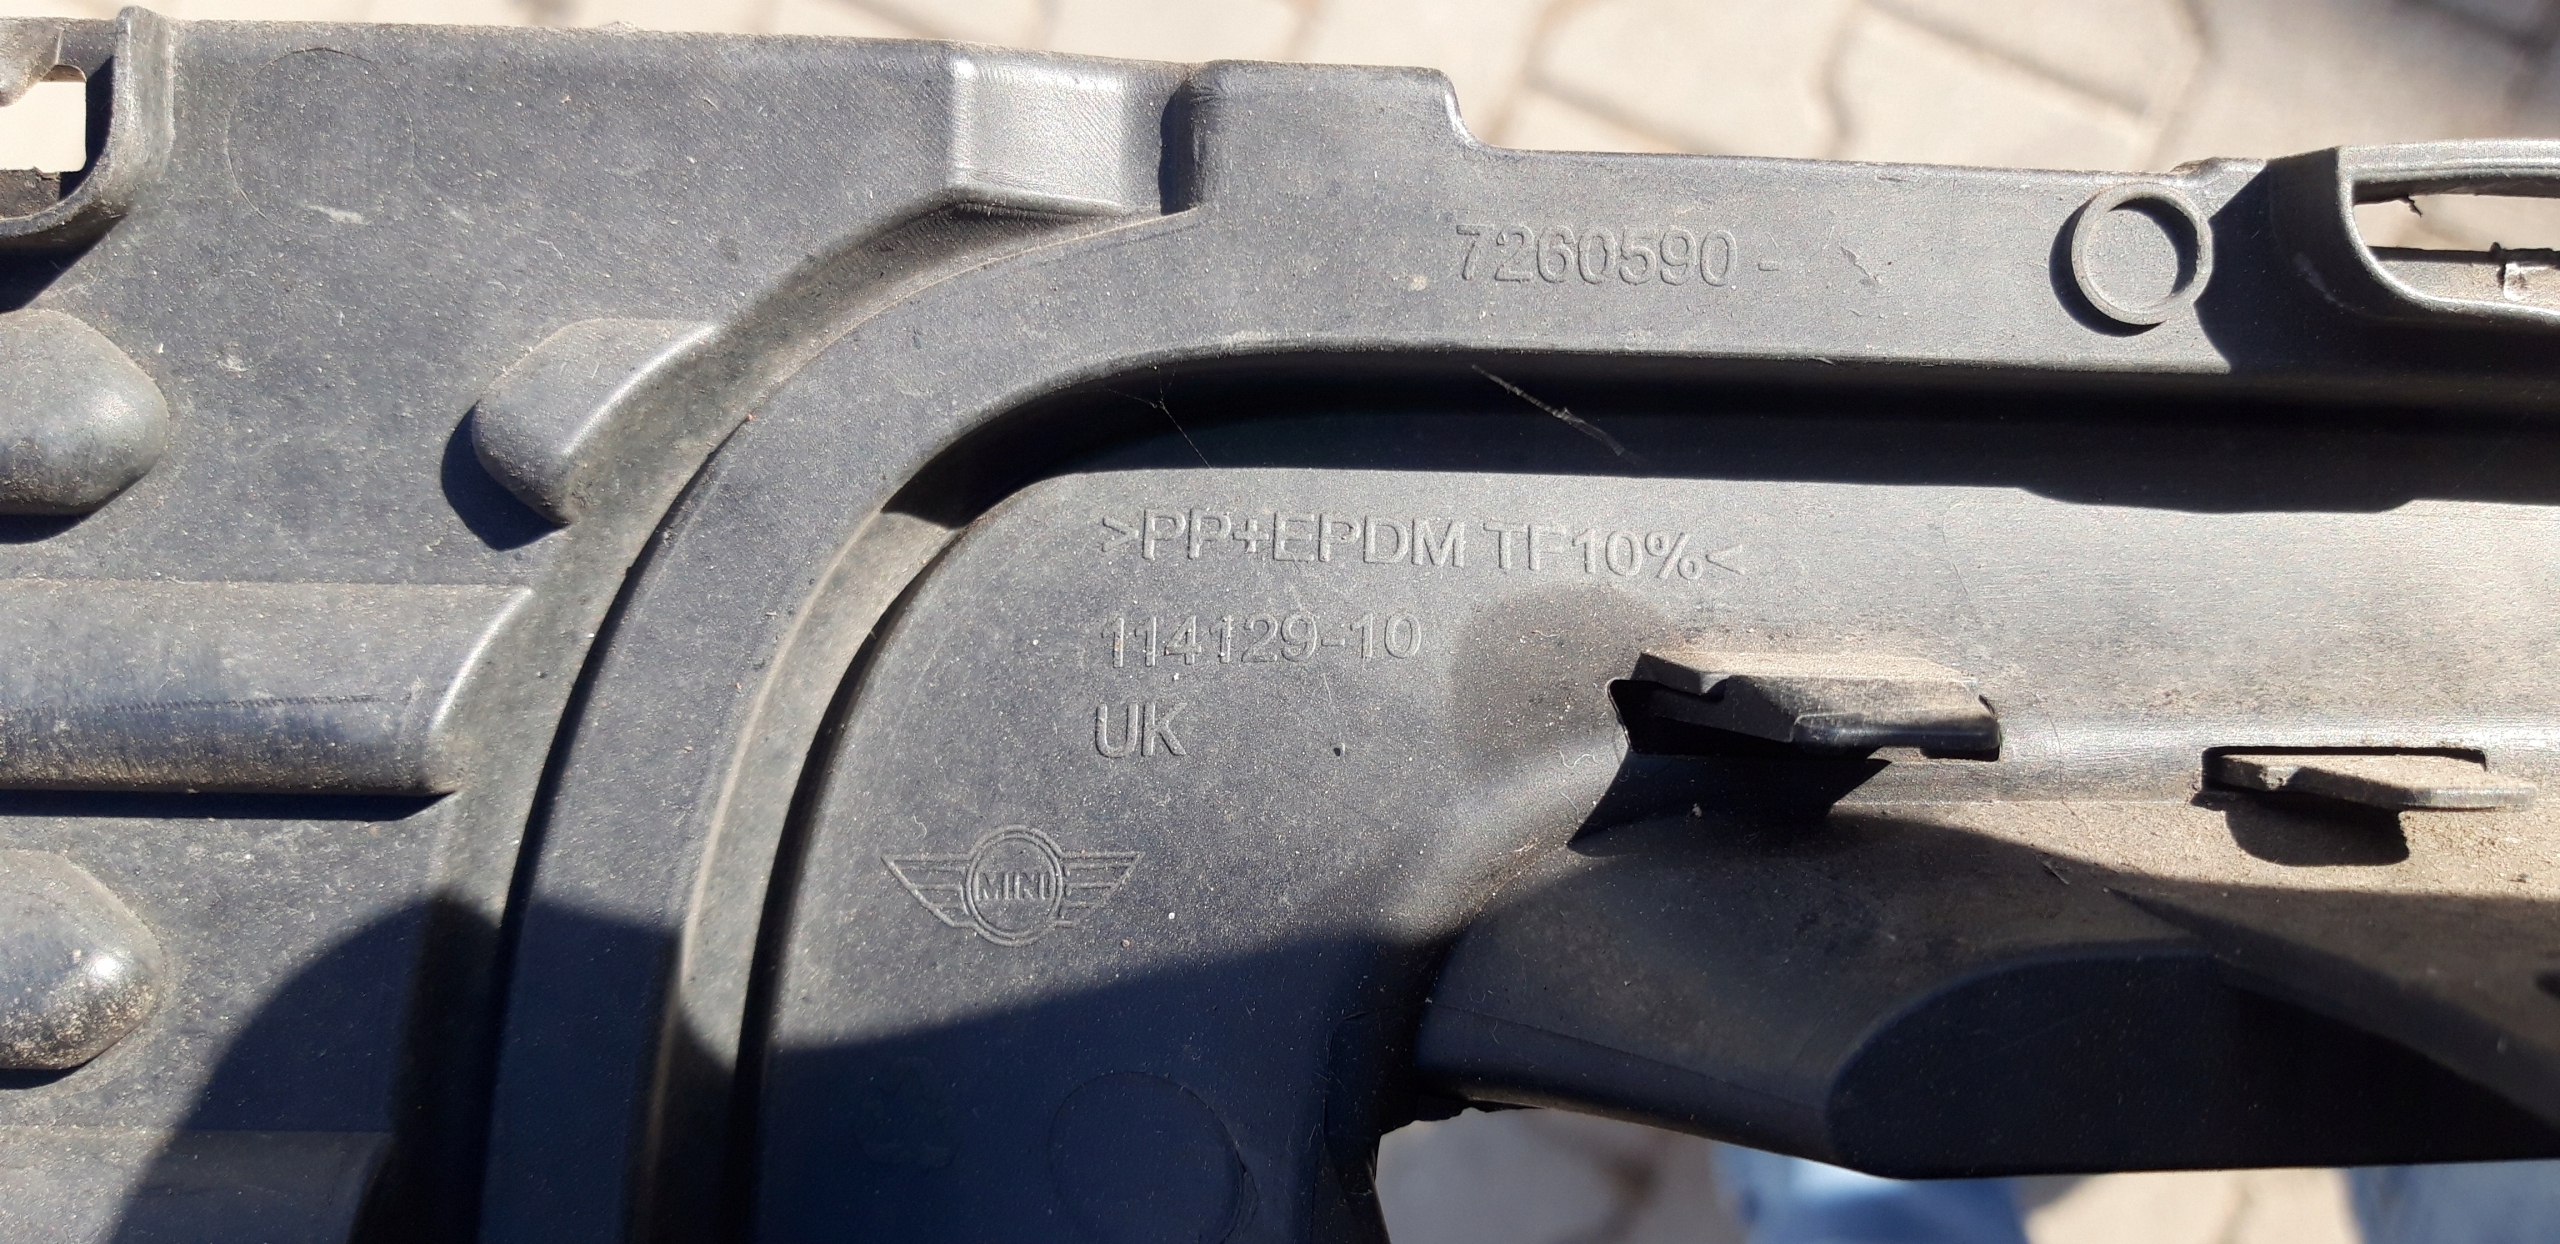 7260590-
>PP+EPDM TF10%<
114129-10
UK
MINI